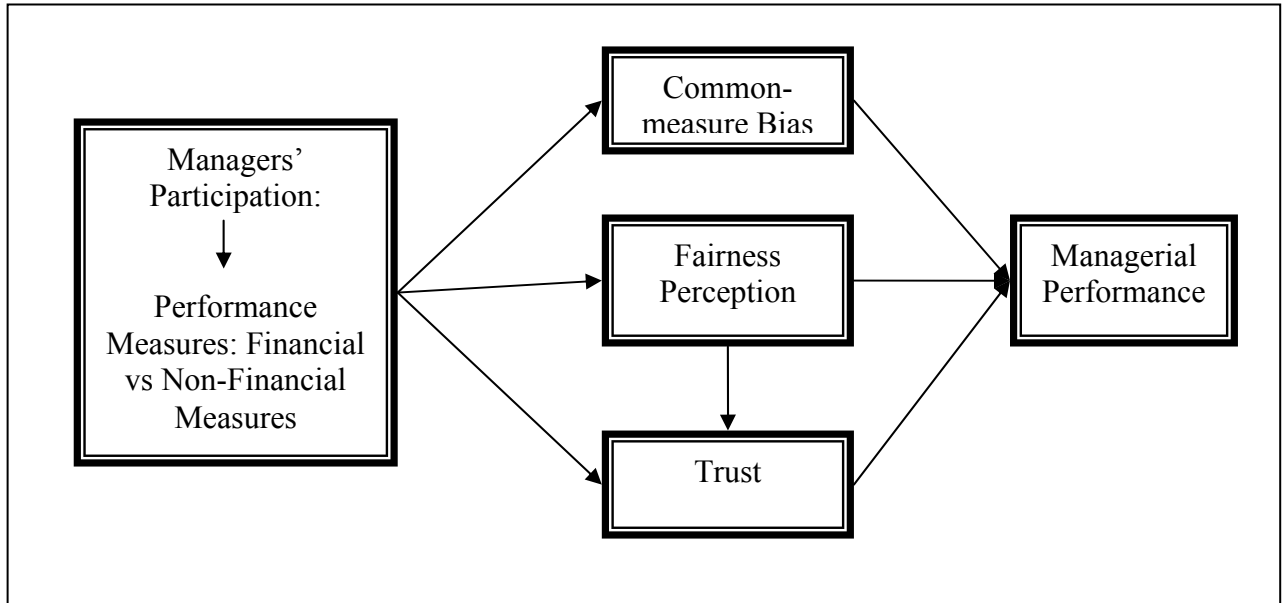 Managers’
Participation:
Performance
Measures: Financial
vs Non-Financial
Measures
Common-
measure Bias
Fairness
Perception
Trust
Managerial
Performance